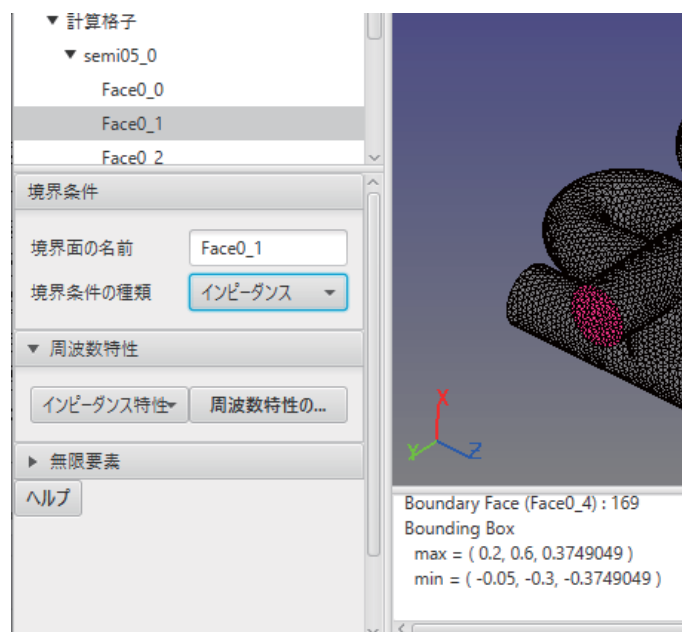 ▼ 計算格子
▼ semi05_0
Face0_0
Face0_1
Face0_2
境界条件
境界面の名前 Face0_1
境界条件の種類 インピーダンス
▼ 周波数特性
インピーダンス特性 周波数特性の...
▶ 無限要素
ヘルプ
X
Y
Z
Boundary Face (Face0_4) : 169
Bounding Box
max = ( 0.2, 0.6, 0.3749049 )
min = ( -0.05, -0.3, -0.3749049 )